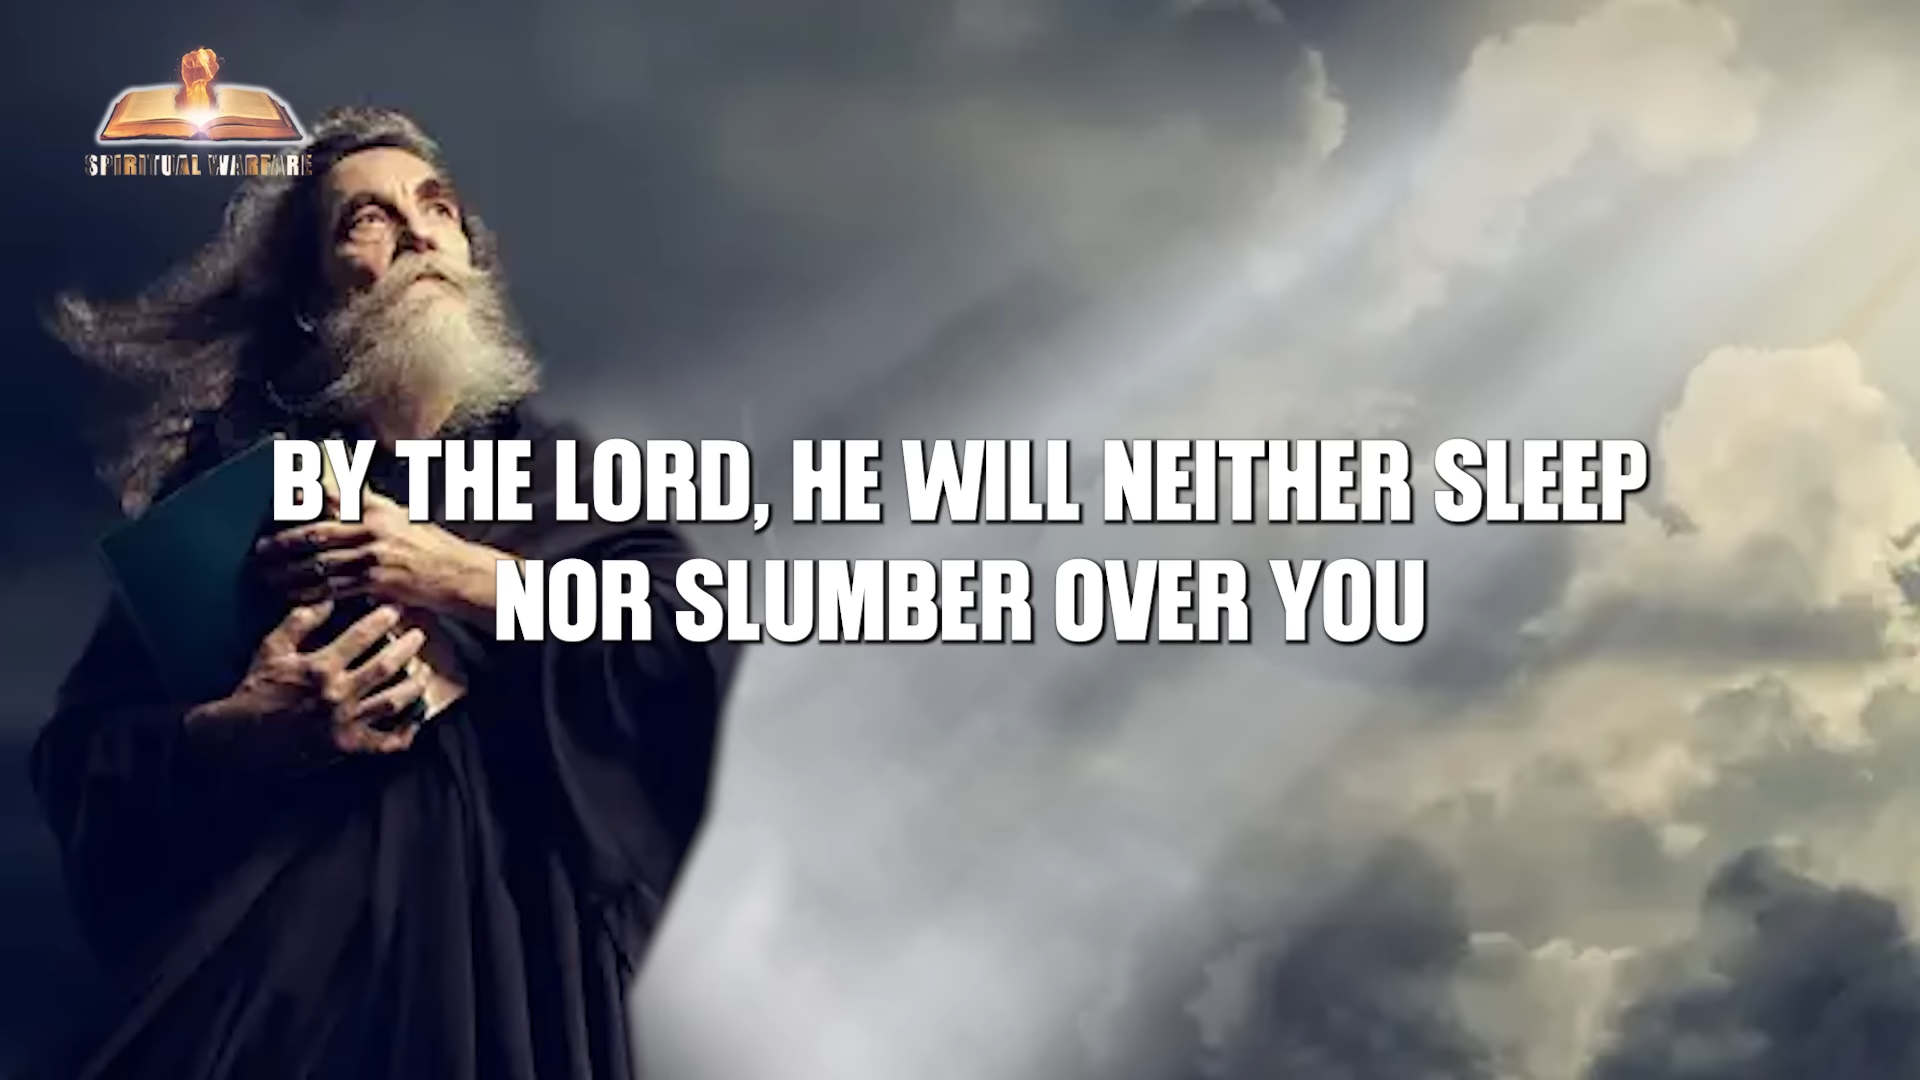 SPIRITUAL WARFARE
BY THE LORD, HE WILL NEITHER SLEEP
NOR SLUMBER OVER YOU